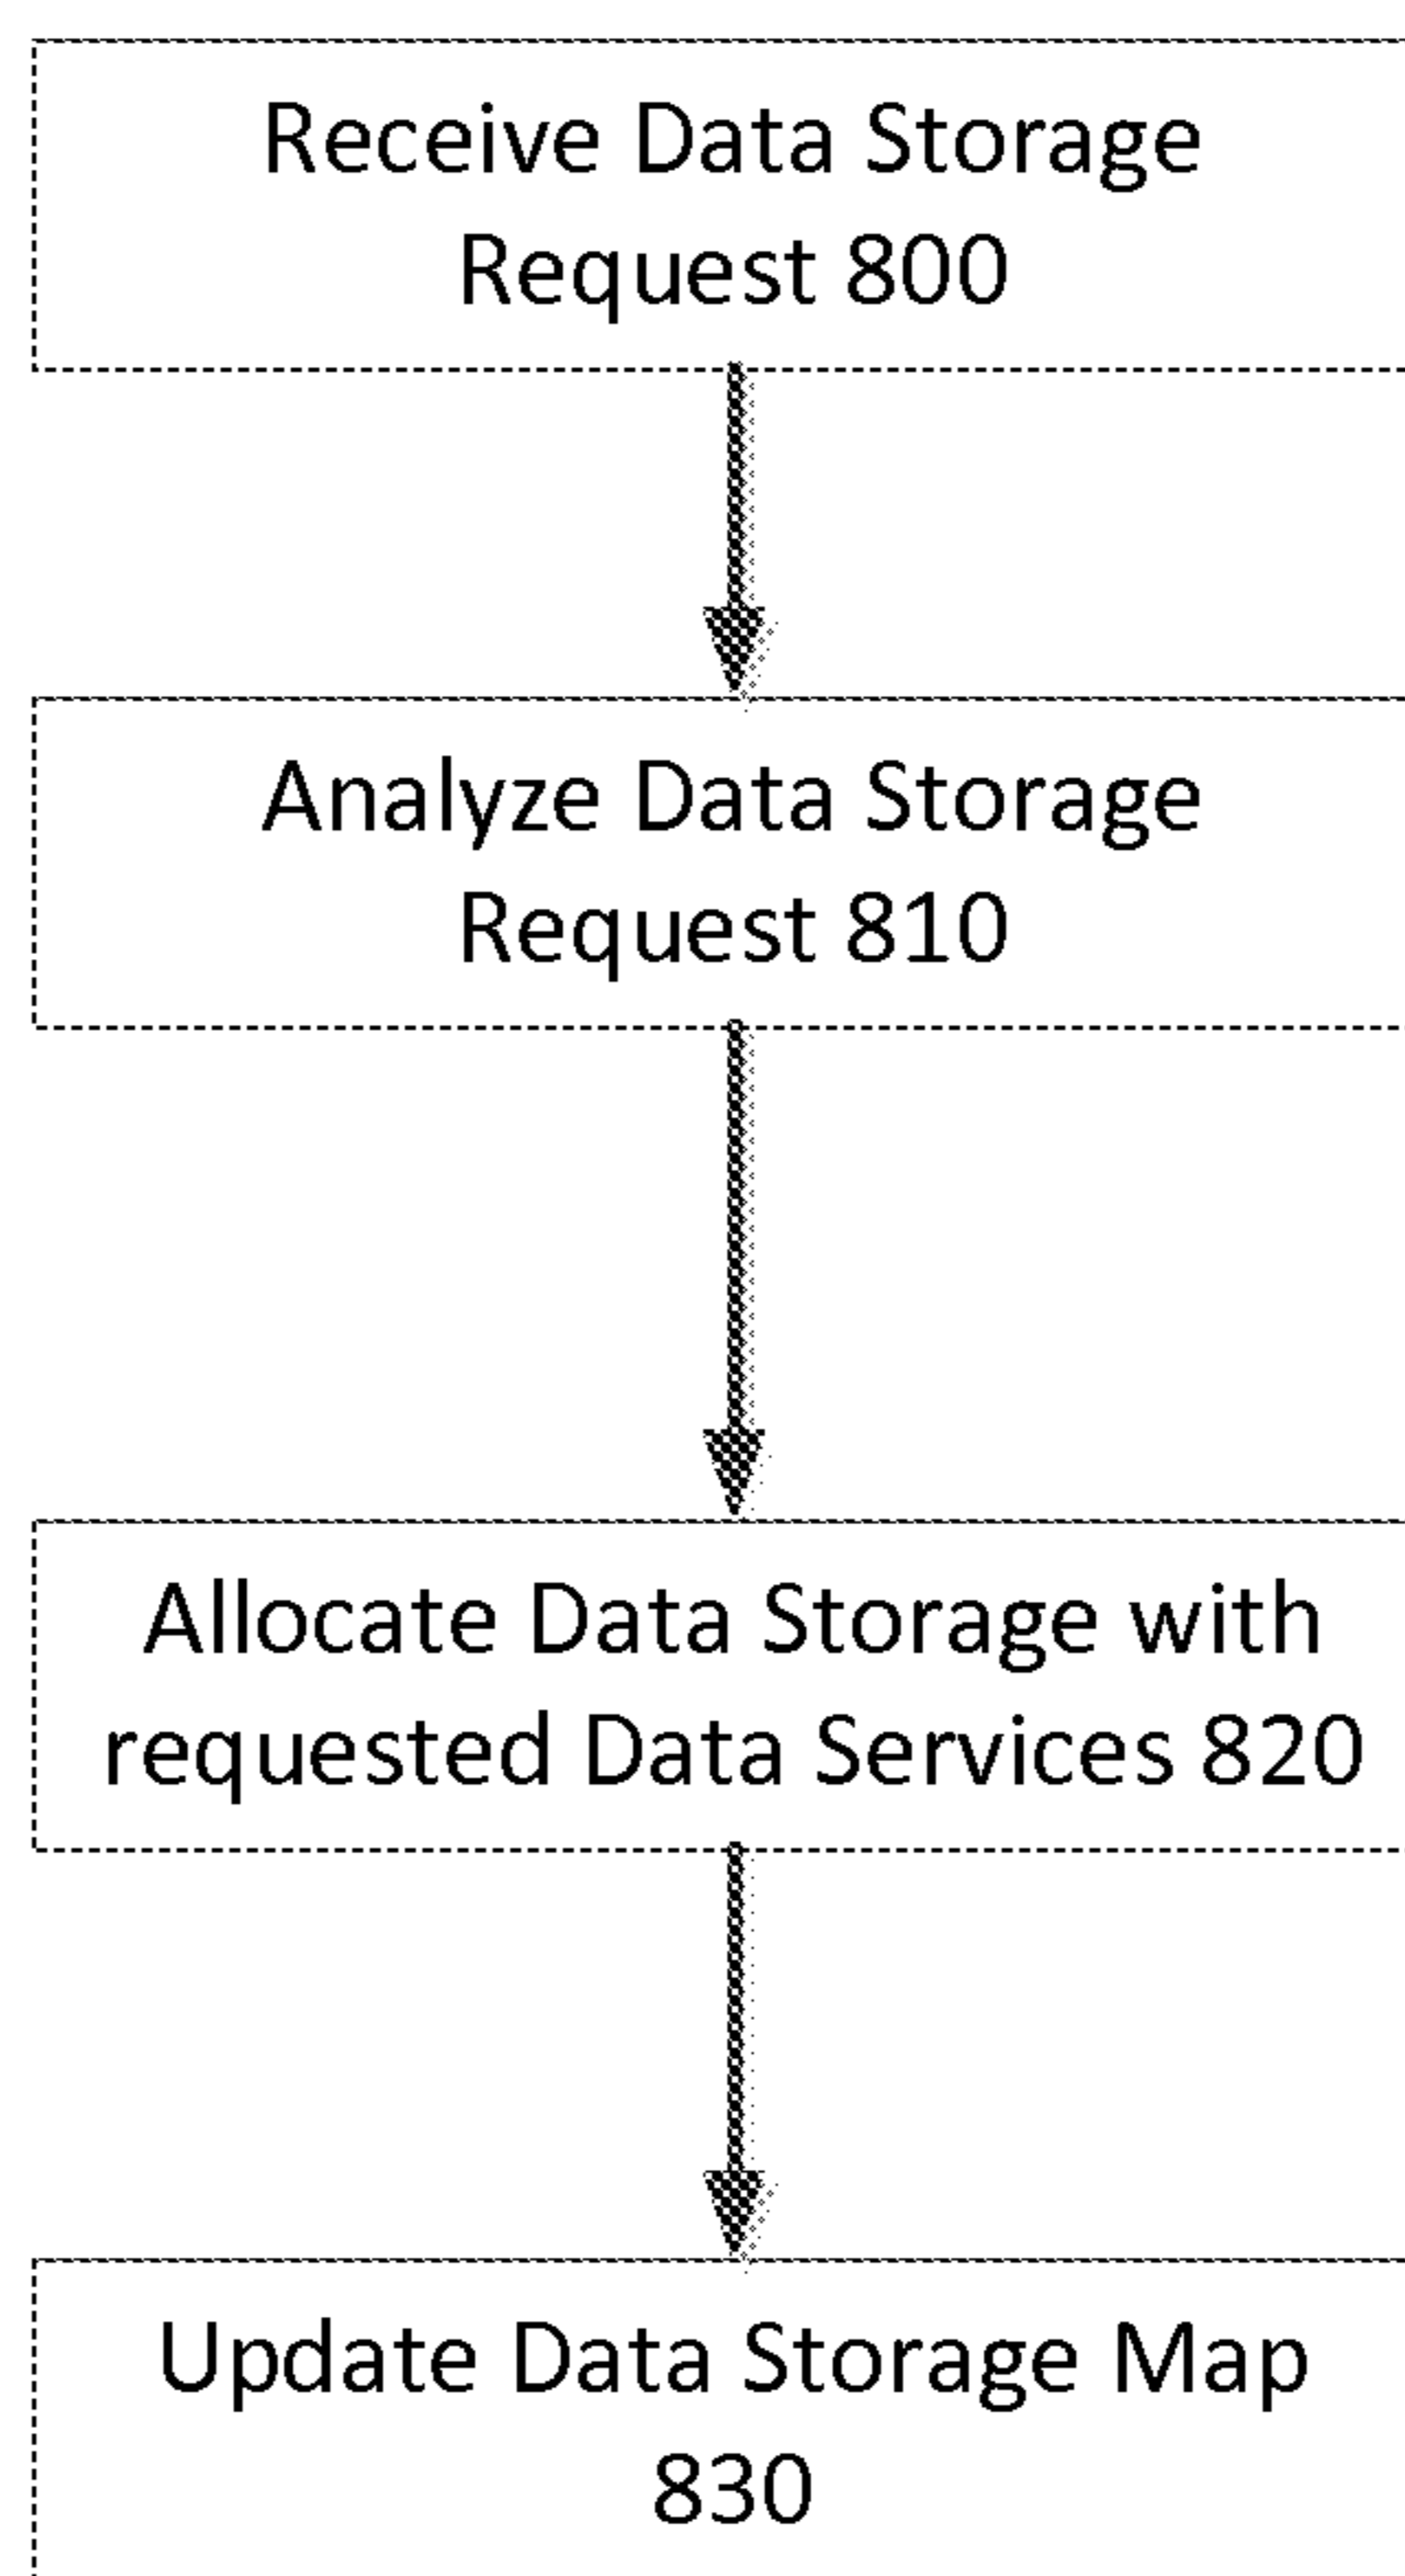 Receive Data Storage
Request 800
Analyze Data Storage
Request 810
Allocate Data Storage with
requested Data Services 820
Update Data Storage Map
830